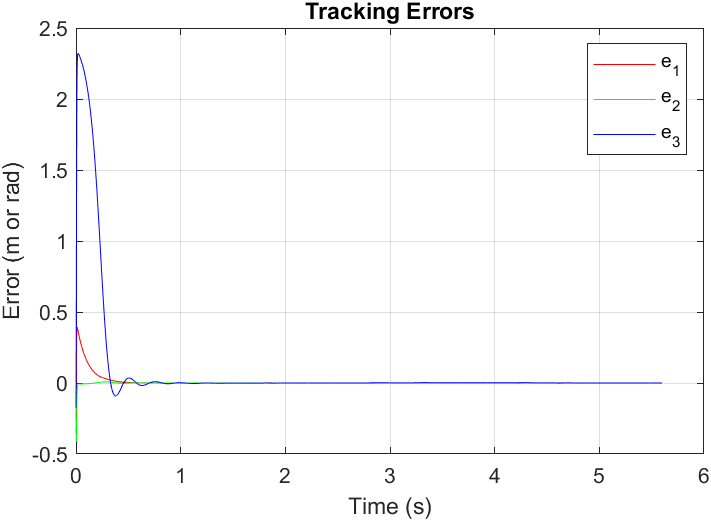 Tracking Errors
2.5
2
1.5
1
0.5
0
-0.5
Error (m or rad)
e1
e2
e3
0 1 2 3 4 5 6
Time (s)